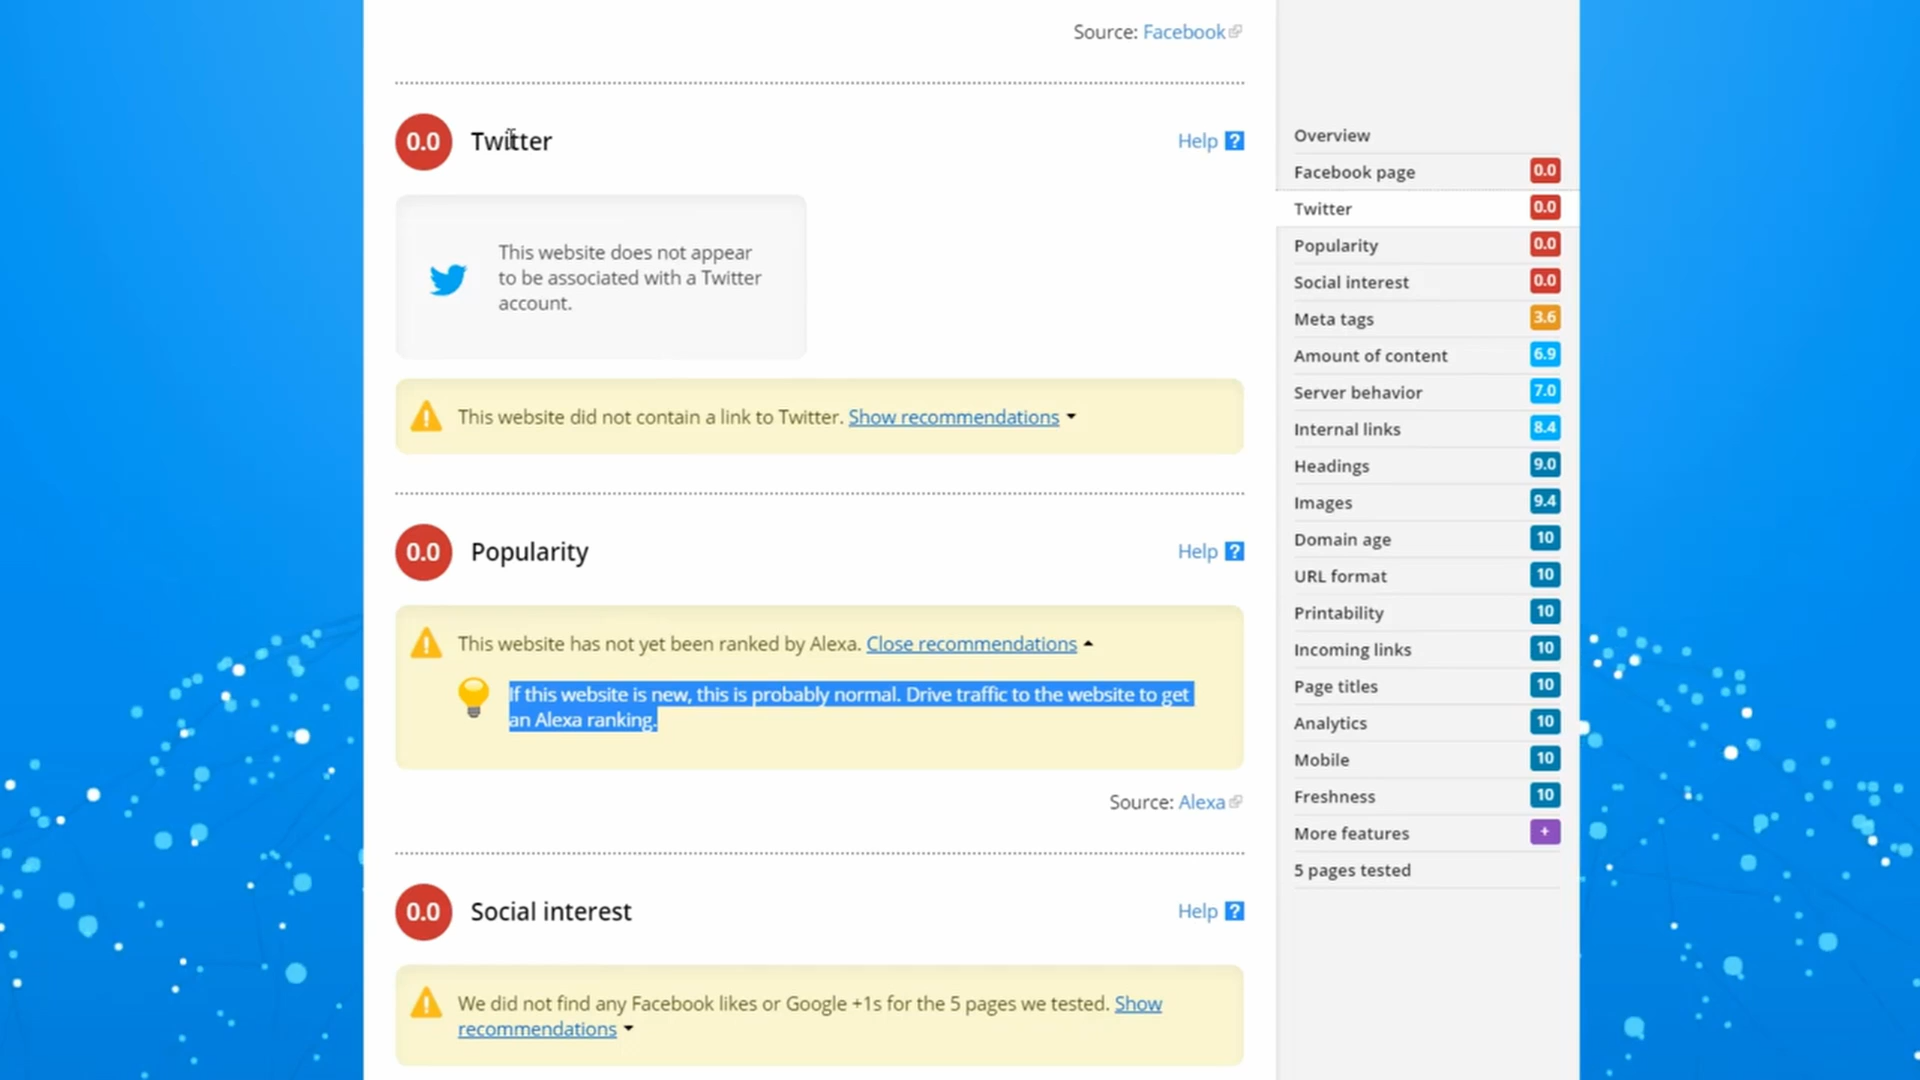 Source: Facebook
0.0 Twitter
Help ?
This website does not appear
to be associated with a Twitter
account.
This website did not contain a link to Twitter. Show recommendations
0.0 Popularity
Help ?
This website has not yet been ranked by Alexa. Close recommendations
If this website is new, this is probably normal. Drive traffic to the website to get
an Alexa ranking.
Source: Alexa
0.0 Social interest
Help ?
We did not find any Facebook likes or Google +1s for the 5 pages we tested. Show
recommendations
Overview
Facebook page 0.0
Twitter 0.0
Popularity 0.0
Social interest 0.0
Meta tags 3.6
Amount of content 6.9
Server behavior 7.0
Internal links 8.4
Headings 9.0
Images 9.4
Domain age 10
URL format 10
Printability 10
Incoming links 10
Page titles 10
Analytics 10
Mobile 10
Freshness 10
More features +
5 pages tested